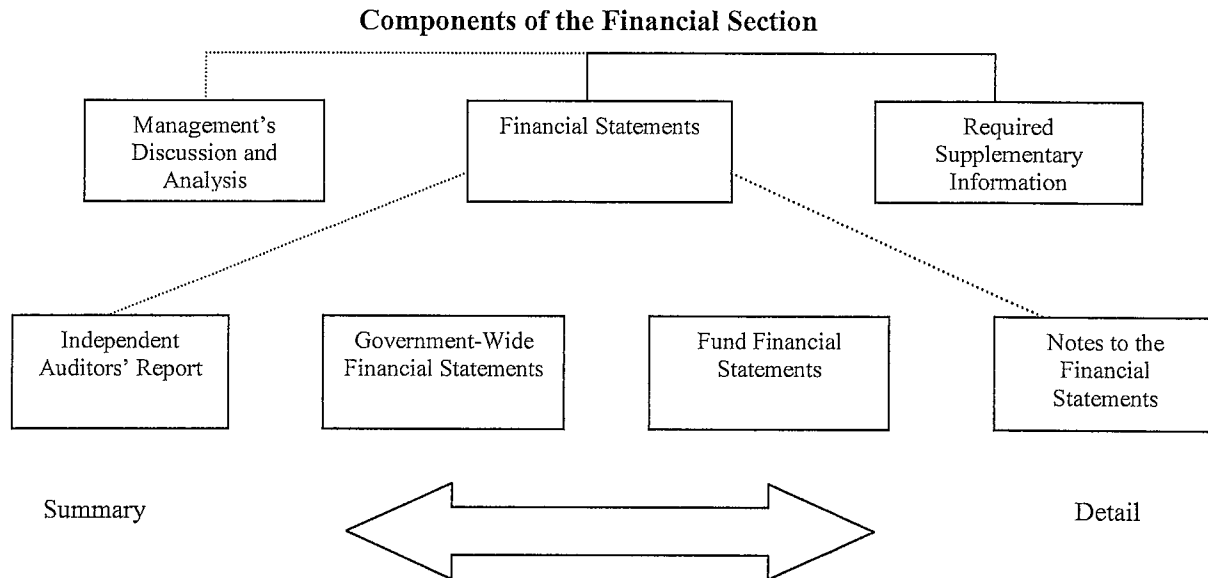 Components of the Financial Section
Management's
Discussion and
Analysis
Financial Statements
Required
Supplementary
Information
Independent
Auditors' Report
Government-Wide
Financial Statements
Fund Financial
Statements
Notes to the
Financial
Statements
Summary
Detail